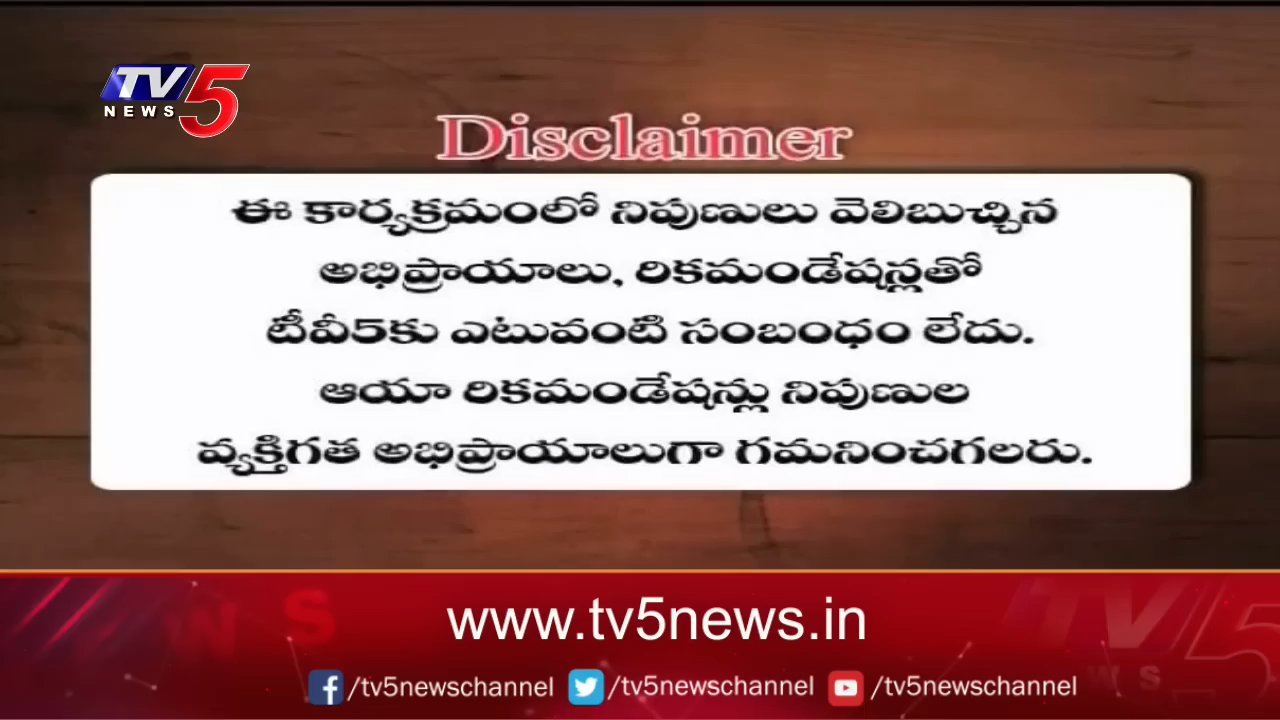 TV5
NEWS
Disclaimer
ఈ కార్యక్రమంలో నిపుణులు వెలిబుచ్చిన
అభిప్రాయాలు, రికమండేషన్లతో
టీవీ5కు ఎటువంటి సంబంధం లేదు.
ఆయా రికమండేషన్లు నిపుణుల
వ్యక్తిగత అభిప్రాయాలుగా గమనించగలరు.
www.tv5news.in
/tv5newschannel /tv5newschannel /tv5newschannel